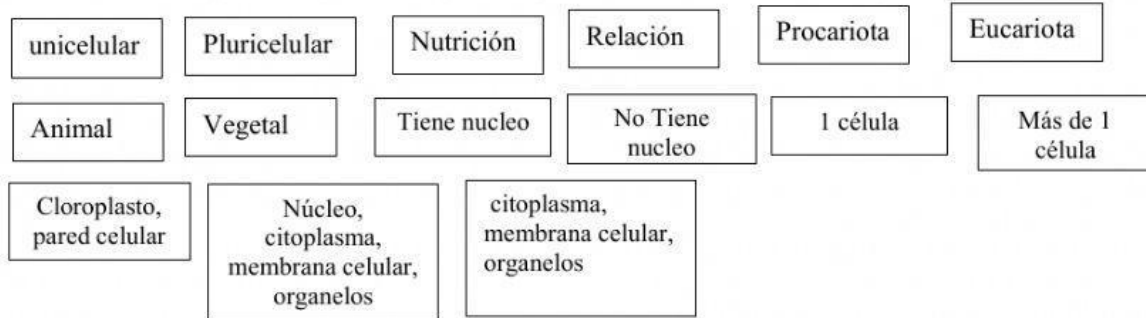 unicelular
Pluricelular
Nutrición
Relación
Procariota
Eucariota
Animal
Vegetal
Tiene nucleo
No Tiene
nucleo
1 célula
Más de 1
célula
Cloroplasto,
pared celular
Núcleo,
citoplasma,
membrana celular,
organelos
citoplasma,
membrana celular,
organelos